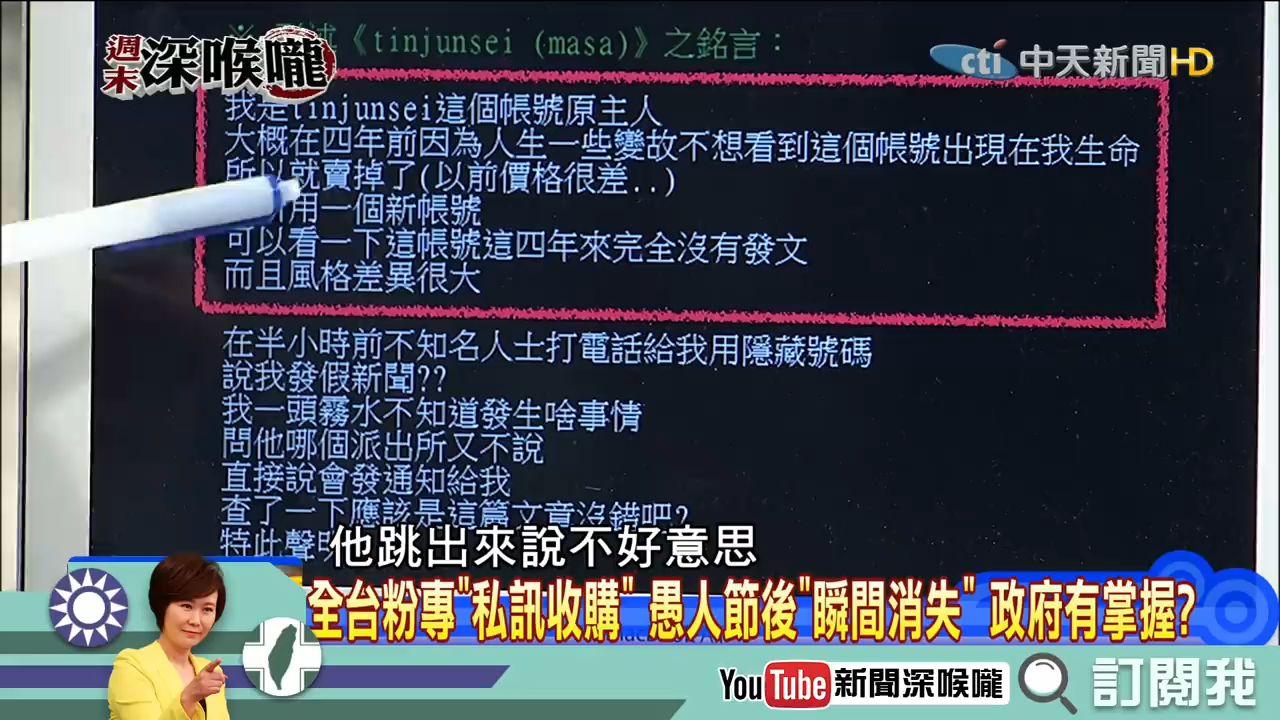 週末深喉嚨
cti 中天新聞HD
述《tinjunsei (masa)》之銘言：
我是tinjunsei這個帳號原主人
大概在四年前因為人生一些變故不想看到這個帳號出現在我生命
所以就賣掉了(以前價格很差..)
用一個新帳號
可以看一下這帳號這四年來完全沒有發文
而且風格差異很大
在半小時前不知名人士打電話給我用隱藏號碼
說我發假新聞??
我一頭霧水不知道發生啥事情
問他哪個派出所又不說
直接說會發通知給我
查了一下應該是這篇文章沒錯吧?
特此聲
他跳出來說不好意思
全台粉專"私訊收購" 愚人節後"瞬間消失" 政府有掌握?
YouTube 新聞深喉嚨
訂閱我